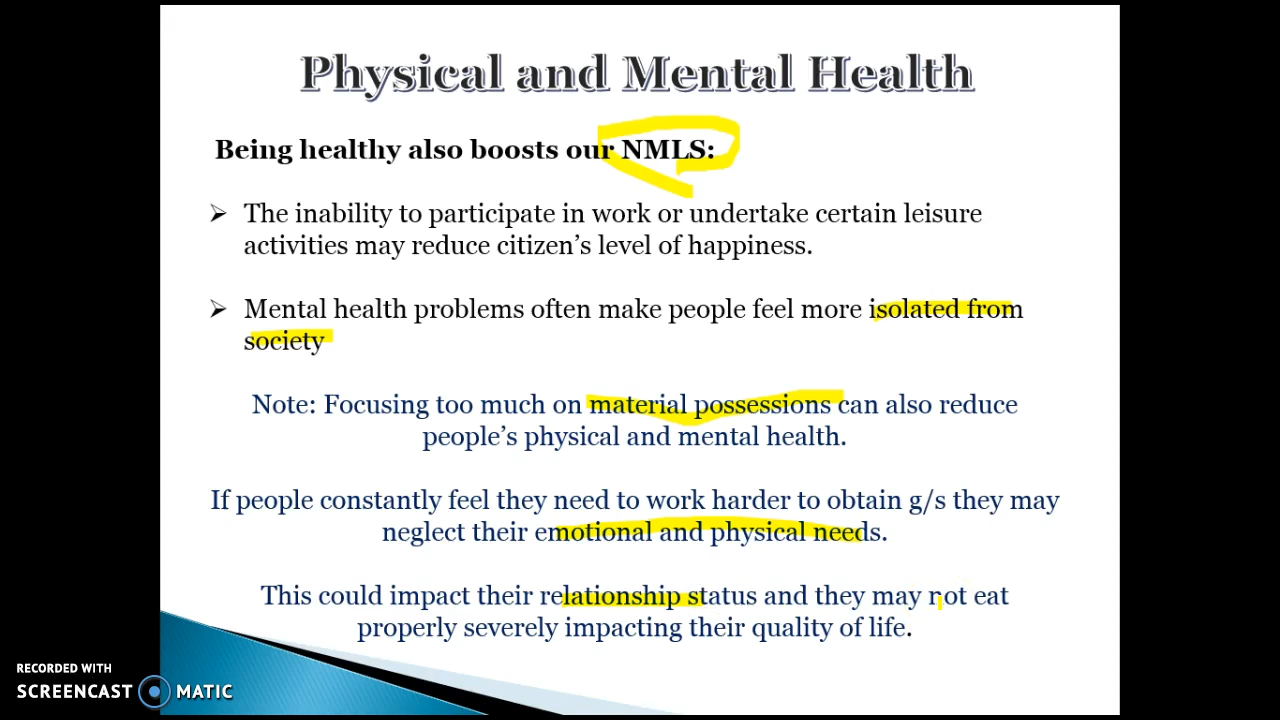 Physical and Mental Health
Being healthy also boosts our NMLS:
➢ The inability to participate in work or undertake certain leisure
activities may reduce citizen’s level of happiness.
➢ Mental health problems often make people feel more isolated from
society
Note: Focusing too much on material possessions can also reduce
people’s physical and mental health.
If people constantly feel they need to work harder to obtain g/s they may
neglect their emotional and physical needs.
This could impact their relationship status and they may not eat
properly severely impacting their quality of life.
RECORDED WITH
SCREENCAST MATIC